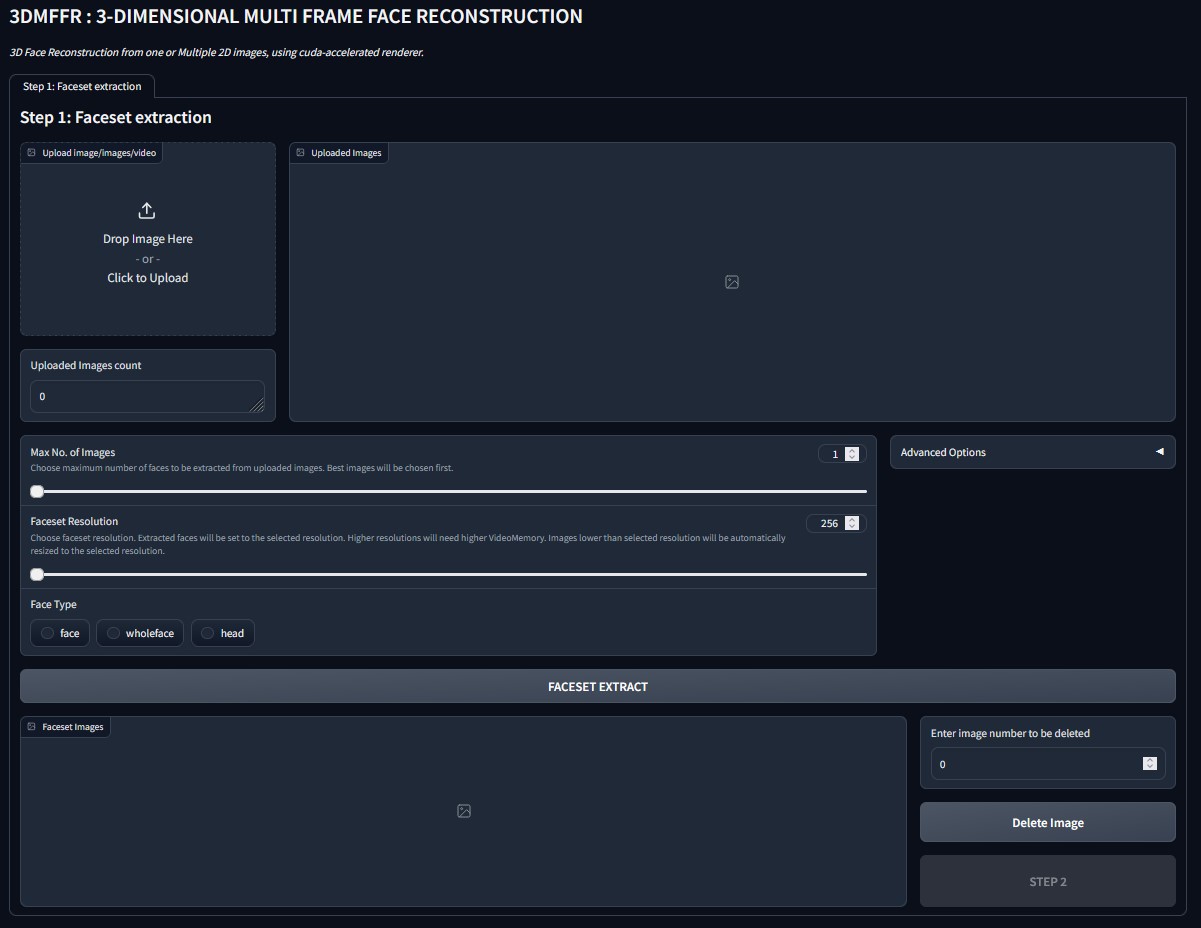 3DMFFR : 3-DIMENSIONAL MULTI FRAME FACE RECONSTRUCTION
3D Face Reconstruction from one or Multiple 2D images, using cuda-accelerated renderer.
Step 1: Faceset extraction
Step 1: Faceset extraction
Upload image/images/video
Drop Image Here
- or -
Click to Upload
Uploaded Images
Uploaded Images count
0
Max No. of Images
1
Choose maximum number of faces to be extracted from uploaded images. Best images will be chosen first.
Advanced Options
Faceset Resolution
256
Choose faceset resolution. Extracted faces will be set to the selected resolution. Higher resolutions will need higher VideoMemory. Images lower than selected resolution will be automatically
resized to the selected resolution.
Face Type
face
wholeface
head
FACESET EXTRACT
Faceset Images
Enter image number to be deleted
0
Delete Image
STEP 2